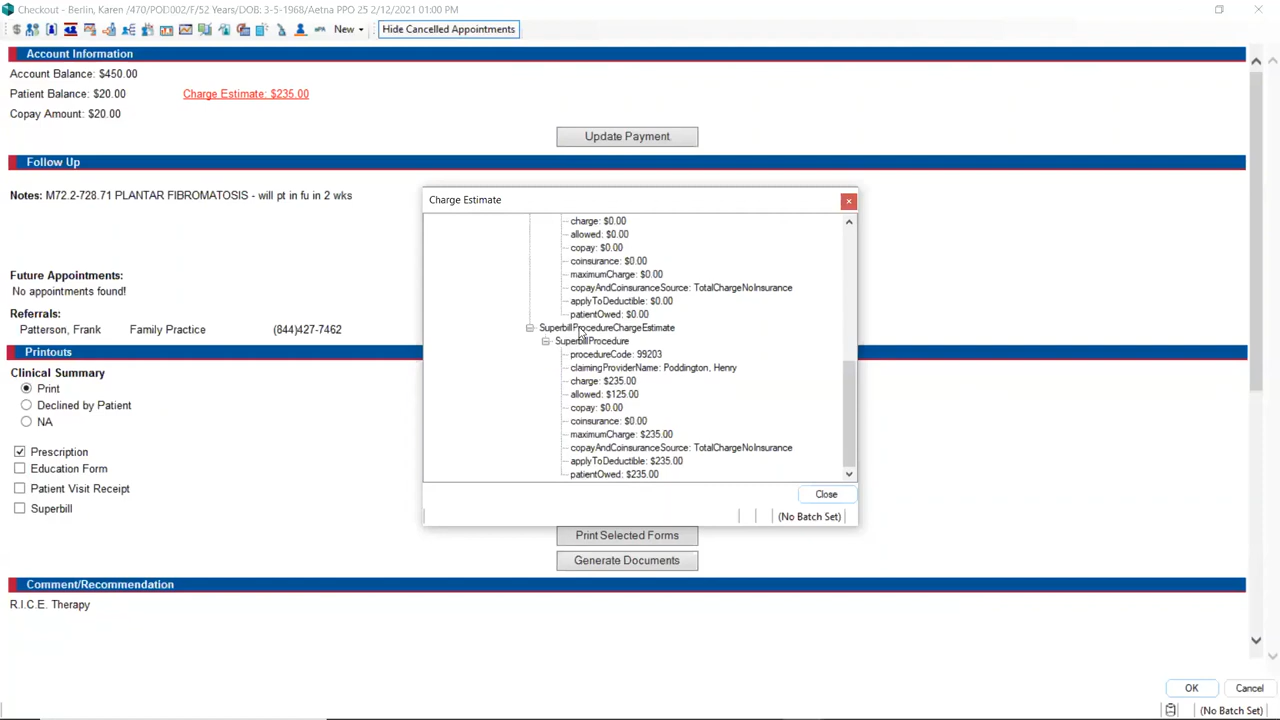 Checkout - Berlin, Karen /470/POD002/F/52 Years/DOB: 3-5-1968/Aetna PPO 25 2/12/2021 01:00 PM
New
Hide Cancelled Appointments
Account Information
Account Balance: $450.00
Patient Balance: $20.00
Charge Estimate: $235.00
Copay Amount: $20.00
Update Payment
Follow Up
Notes: M72.2-728.71 PLANTAR FIBROMATOSIS - will pt in fu in 2 wks
Future Appointments:
No appointments found!
Referrals:
Patterson, Frank Family Practice (844)427-7462
Printouts
Clinical Summary
Print
Declined by Patient
NA
Prescription
Education Form
Patient Visit Receipt
Superbill
Charge Estimate
charge: $0.00
allowed: $0.00
copay: $0.00
coinsurance: $0.00
maximumCharge: $0.00
copayAndCoinsuranceSource: TotalChargeNoInsurance
applyToDeductible: $0.00
patientOwed: $0.00
SuperbillProcedureChargeEstimate
SuperbillProcedure
procedureCode: 99203
claimingProviderName: Poddington, Henry
charge: $235.00
allowed: $125.00
copay: $0.00
coinsurance: $0.00
maximumCharge: $235.00
copayAndCoinsuranceSource: TotalChargeNoInsurance
applyToDeductible: $235.00
patientOwed: $235.00
Close
(No Batch Set)
Print Selected Forms
Generate Documents
Comment/Recommendation
R.I.C.E. Therapy
OK
Cancel
(No Batch Set)